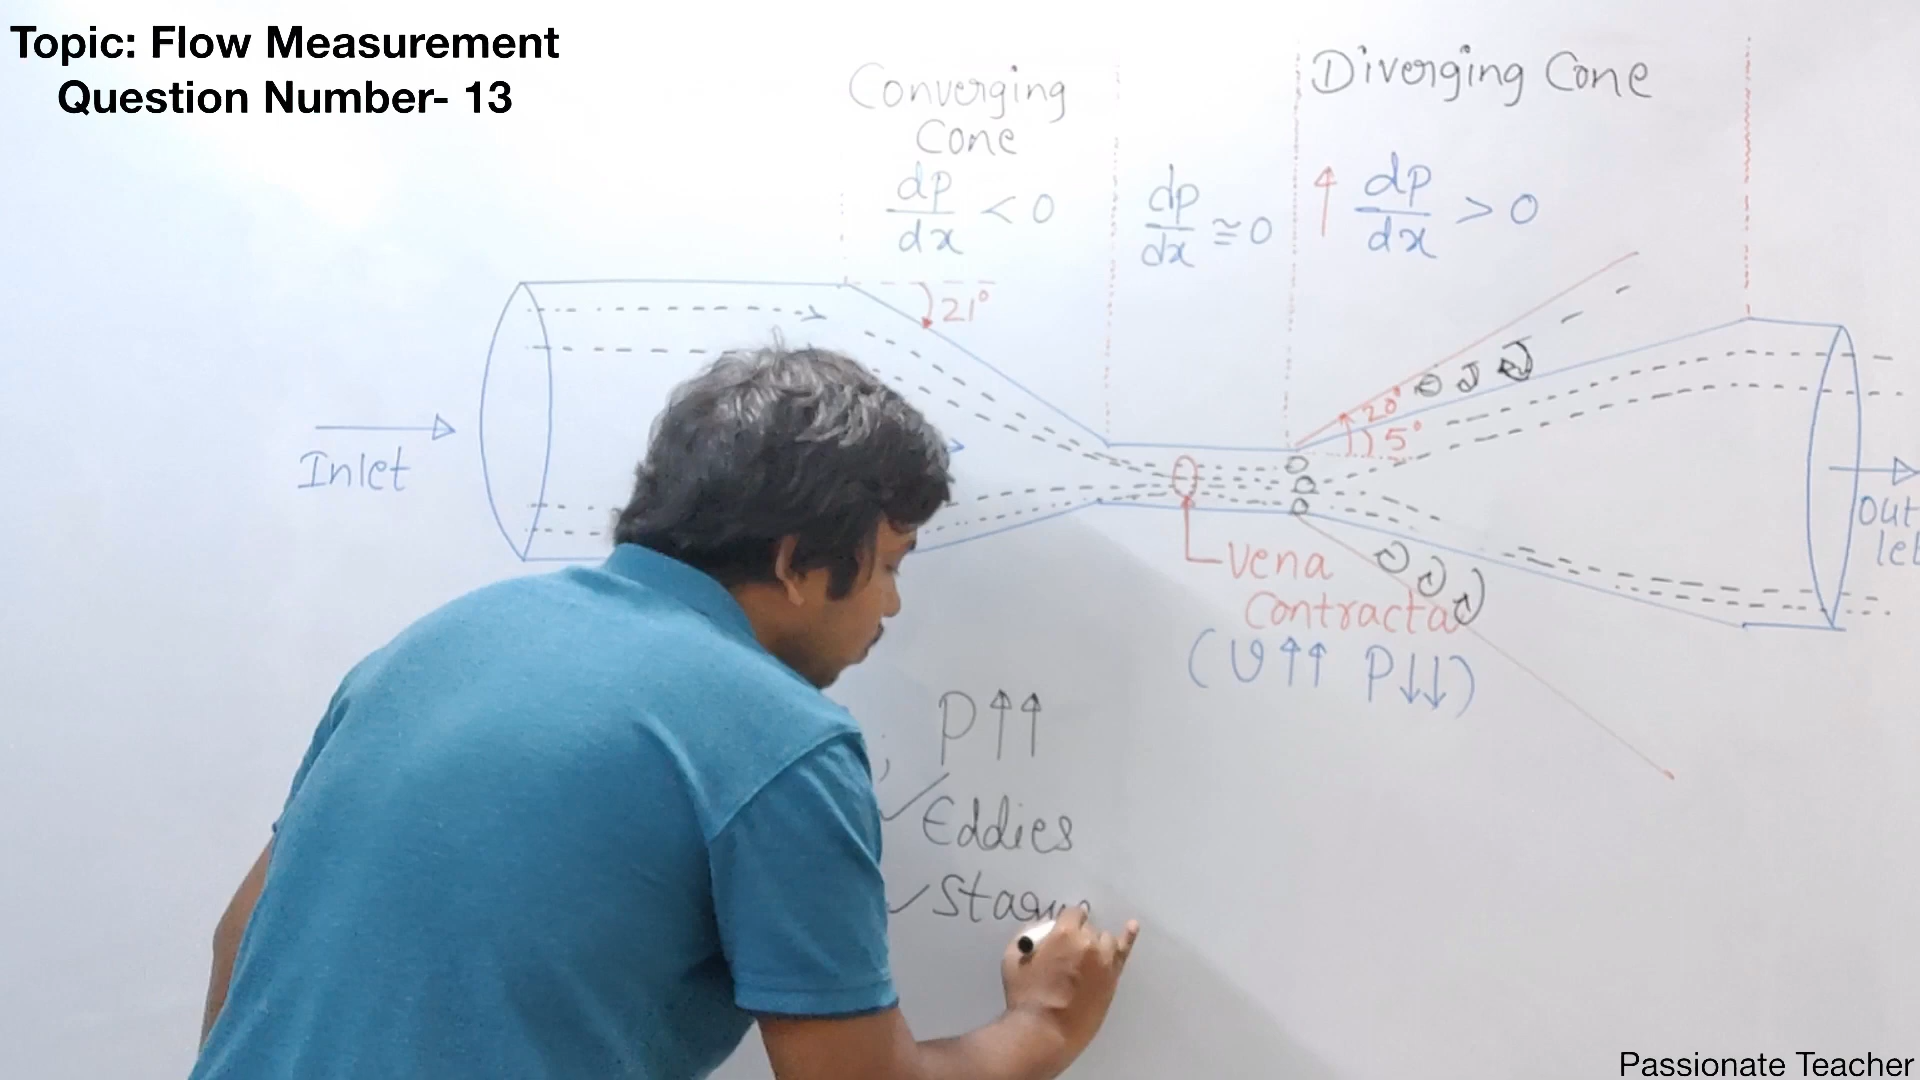 Topic: Flow Measurement
Question Number- 13
Converging
Cone
dp/dx < 0
dp/dx ≅ 0
Diverging Cone
↑ dp/dx > 0
21°
20°
5°
Inlet
Out
let
Vena
Contracta
(v↑↑ P↓↓)
; P↑↑
✓ Eddies
✓ Stagn
Passionate Teacher